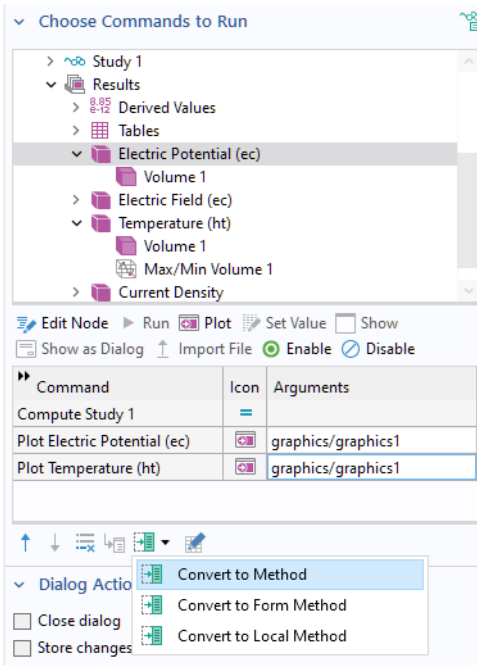 Choose Commands to Run
Study 1
Results
8.85
e-12 Derived Values
Tables
Electric Potential (ec)
Volume 1
Electric Field (ec)
Temperature (ht)
Volume 1
Max/Min Volume 1
Current Density
Edit Node Run Plot Set Value Show
Show as Dialog Import File Enable Disable
Command Icon Arguments
Compute Study 1 =
Plot Electric Potential (ec) graphics/graphics1
Plot Temperature (ht) graphics/graphics1
Convert to Method
Dialog Actio
Convert to Form Method
Close dialog
Convert to Local Method
Store changes